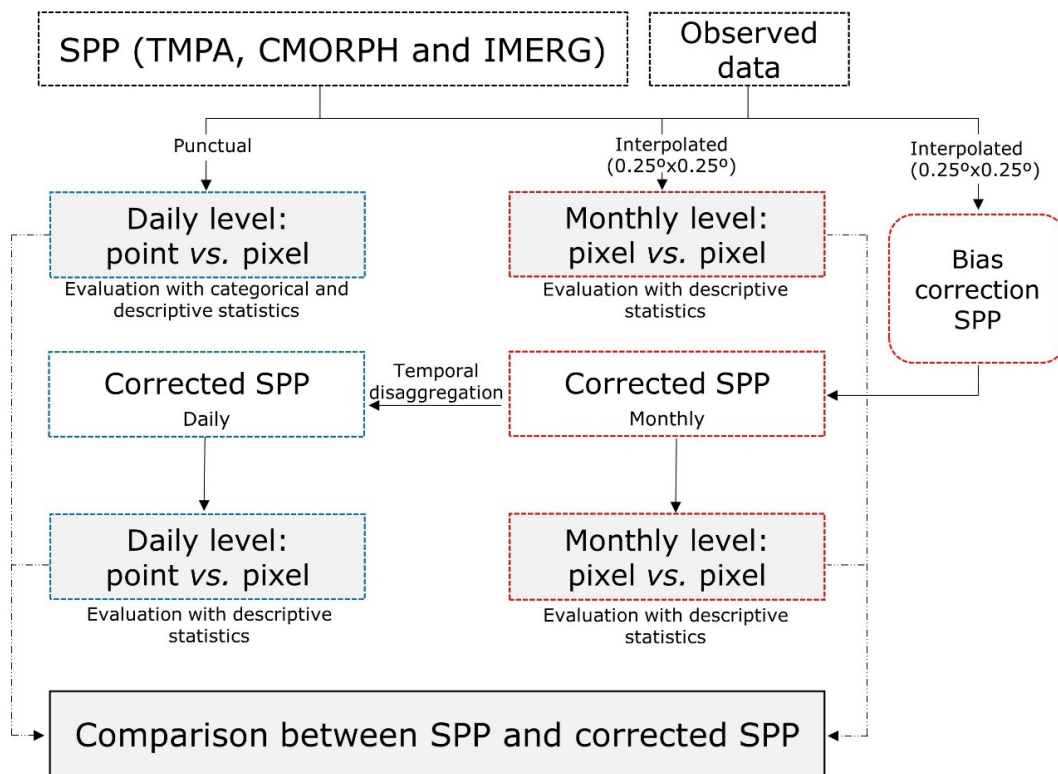 SPP (TMPA, CMORPH and IMERG)
Observed
data
Punctual
Interpolated
(0.25ºx0.25º)
Interpolated
(0.25ºx0.25º)
Daily level:
point vs. pixel
Evaluation with categorical and
descriptive statistics
Monthly level:
pixel vs. pixel
Evaluation with descriptive
statistics
Bias
correction
SPP
Corrected SPP
Daily
Temporal
disaggregation
Corrected SPP
Monthly
Daily level:
point vs. pixel
Evaluation with descriptive
statistics
Monthly level:
pixel vs. pixel
Evaluation with descriptive
statistics
Comparison between SPP and corrected SPP